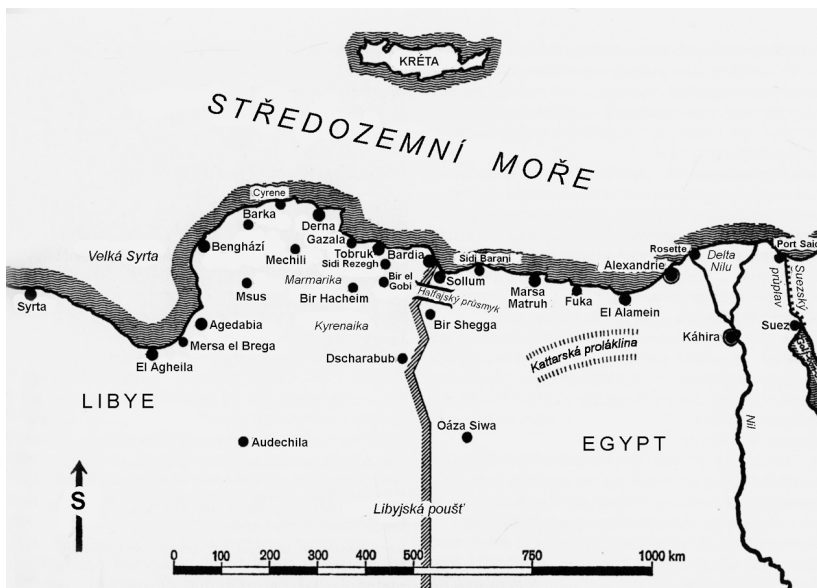 KRÉTA
STŘEDOZEMNÍ MOŘE
Cyrene
Barka
Derna
Gazala
Velká Syrta
Benghází
Mechili
Tobruk
Bardia
Sidi Rezegh
Sidi Barani
Rosette
Delta
Nilu
Port Said
Alexandrie
Suezský
průplav
Syrta
Msus
Marmarika
Bir Hacheim
Bir el
Gobi
Sollum
Halfajský průsmyk
Marsa
Matruh
Fuka
El Alamein
Agedabia
Kyrenaika
Bir Shegga
Káhira
Suez
Mersa el Brega
El Agheila
Dscharabub
Kattarská proláklina
LIBYE
Audechila
Oáza Siwa
EGYPT
Nil
S
Libyjská poušť
0 100 200 300 400 500 750 1000 km